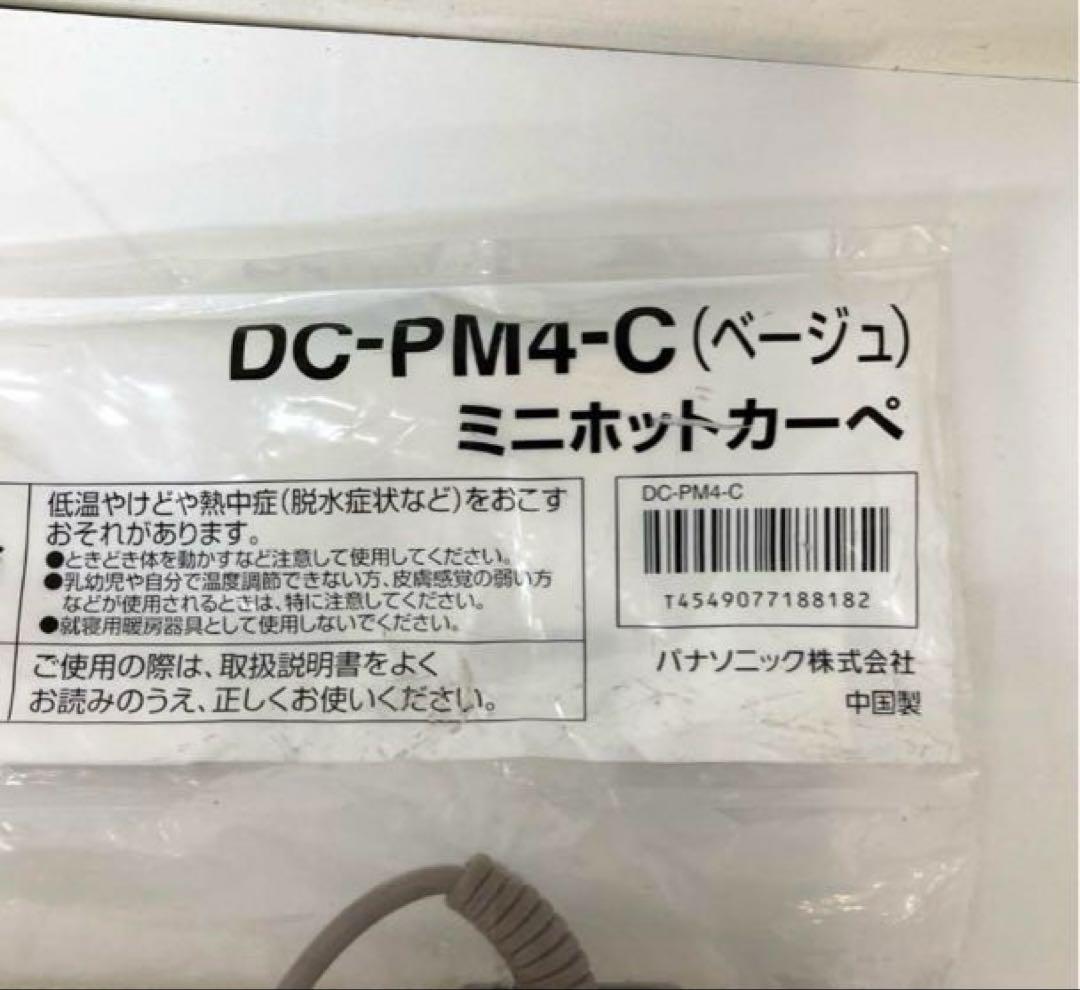 DC-PM4-C(ベージュ)
ミニホットカーペ
低温やけどや熱中症(脱水症状など)をおこす
おそれがあります。
●ときどき体を動かすなど注意して使用してください。
●乳幼児や自分で温度調節できない方、皮膚感覚の弱い方
などが使用されるときは、特に注意してください。
●就寝用暖房器具として使用しないでください。
ご使用の際は、取扱説明書をよく
お読みのうえ、正しくお使いください。
DC-PM4-C
T4549077188182
パナソニック株式会社
中国製